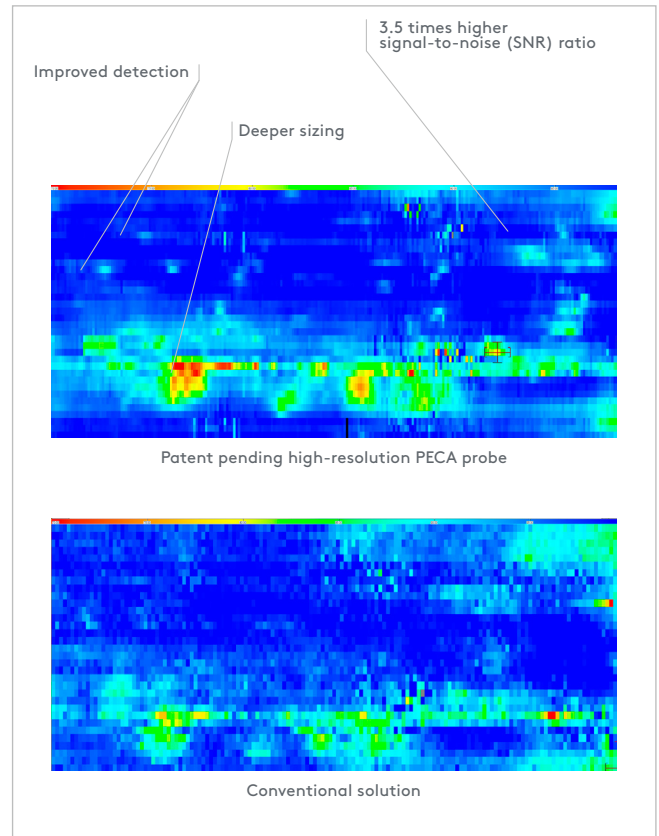 3.5 times higher
signal-to-noise (SNR) ratio
Improved detection
Deeper sizing
Patent pending high-resolution PECA probe
Conventional solution